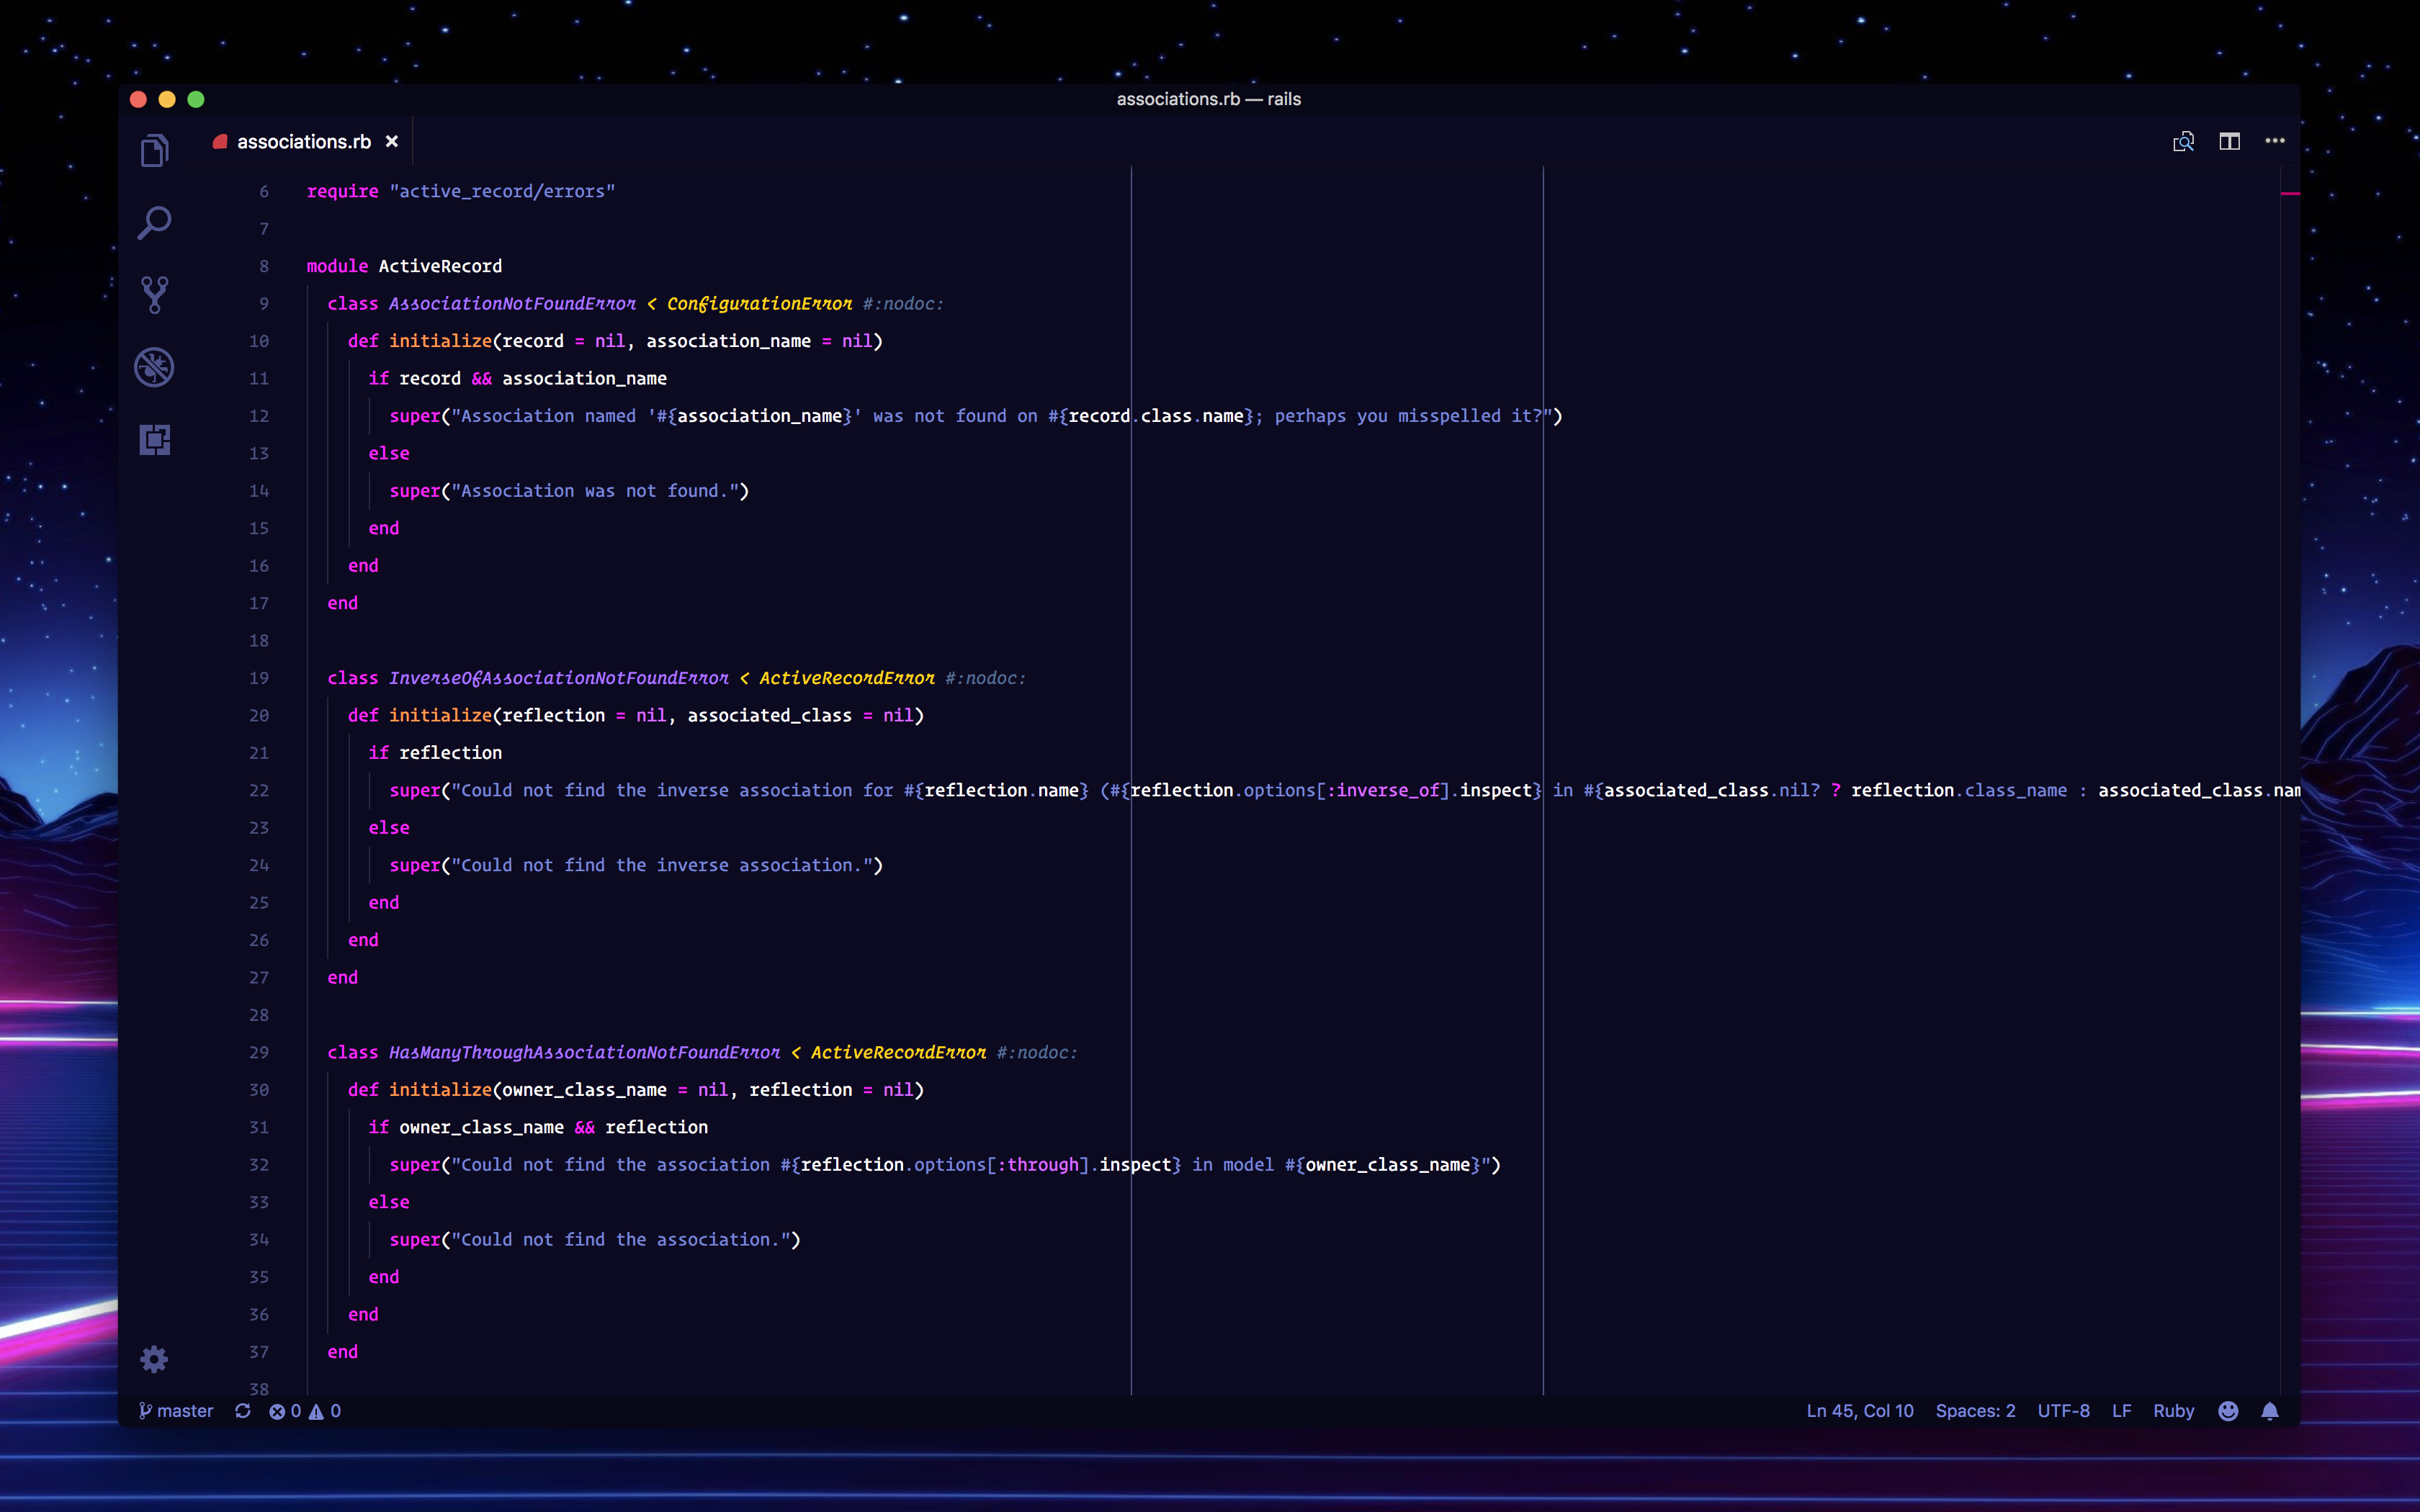 associations.rb — rails
associations.rb
6 require "active_record/errors"
7
8 module ActiveRecord
9 class AssociationNotFoundError < ConfigurationError #:nodoc:
10 def initialize(record = nil, association_name = nil)
11 if record && association_name
12 super("Association named '#{association_name}' was not found on #{record.class.name}; perhaps you misspelled it?")
13 else
14 super("Association was not found.")
15 end
16 end
17 end
18
19 class InverseOfAssociationNotFoundError < ActiveRecordError #:nodoc:
20 def initialize(reflection = nil, associated_class = nil)
21 if reflection
22 super("Could not find the inverse association for #{reflection.name} (#{reflection.options[:inverse_of].inspect} in #{associated_class.nil? ? reflection.class_name : associated_class.nam
23 else
24 super("Could not find the inverse association.")
25 end
26 end
27 end
28
29 class HasManyThroughAssociationNotFoundError < ActiveRecordError #:nodoc:
30 def initialize(owner_class_name = nil, reflection = nil)
31 if owner_class_name && reflection
32 super("Could not find the association #{reflection.options[:through].inspect} in model #{owner_class_name}")
33 else
34 super("Could not find the association.")
35 end
36 end
37 end
38
master 0 0 Ln 45, Col 10 Spaces: 2 UTF-8 LF Ruby